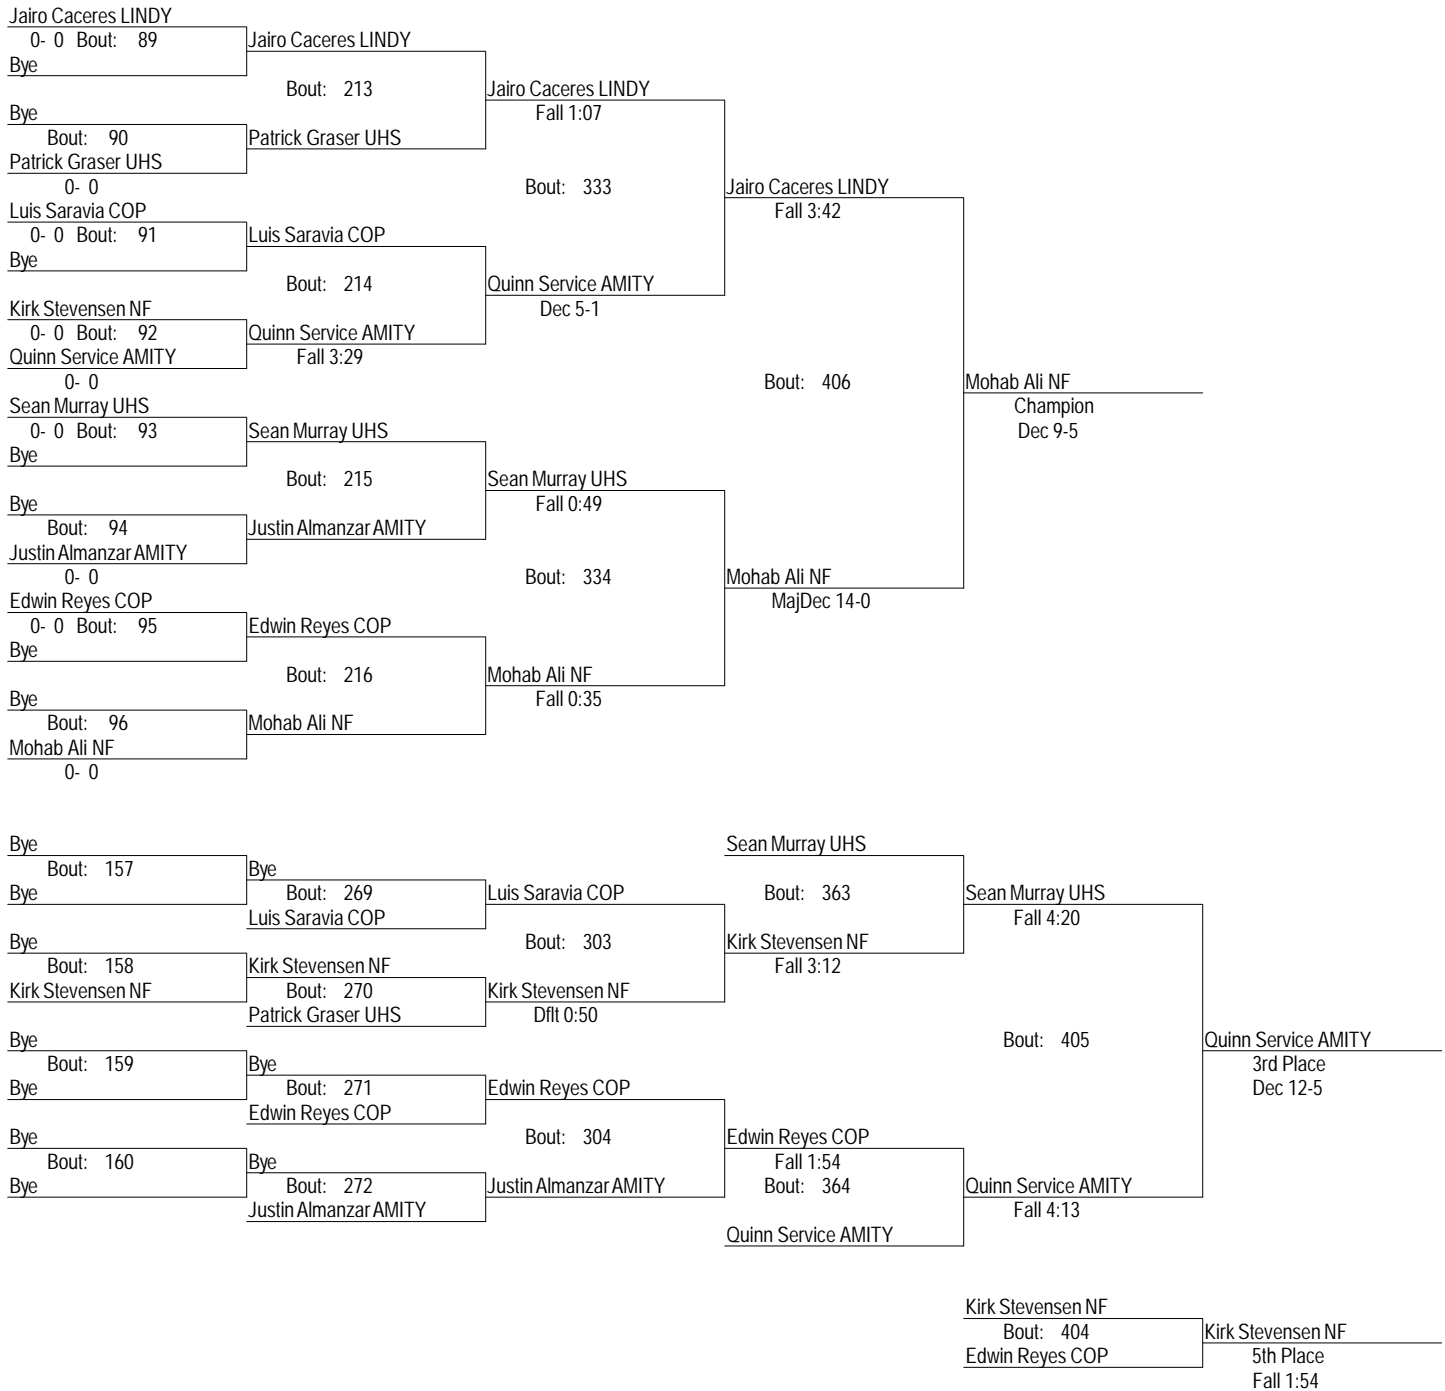 Jairo Caceres LINDY
0- 0 Bout: 89 Jairo Caceres LINDY
Bye
Bout: 213 Jairo Caceres LINDY
Bye Fall 1:07
Bout: 90 Patrick Graser UHS
Patrick Graser UHS
0- 0 Bout: 333 Jairo Caceres LINDY
Luis Saravia COP Fall 3:42
0- 0 Bout: 91 Luis Saravia COP
Bye
Bout: 214 Quinn Service AMITY
Kirk Stevensen NF Dec 5-1
0- 0 Bout: 92 Quinn Service AMITY
Quinn Service AMITY Fall 3:29
0- 0 Bout: 406 Mohab Ali NF
Sean Murray UHS Champion
0- 0 Bout: 93 Sean Murray UHS Dec 9-5
Bye
Bout: 215 Sean Murray UHS
Bye Fall 0:49
Bout: 94 Justin Almanzar AMITY
Justin Almanzar AMITY
0- 0 Bout: 334 Mohab Ali NF
Edwin Reyes COP MajDec 14-0
0- 0 Bout: 95 Edwin Reyes COP
Bye
Bout: 216 Mohab Ali NF
Bye Fall 0:35
Bout: 96 Mohab Ali NF
Mohab Ali NF
0- 0
Bye Sean Murray UHS
Bout: 157 Bye
Bye Bout: 269 Luis Saravia COP Bout: 363 Sean Murray UHS
Luis Saravia COP Fall 4:20
Bye Bout: 303 Kirk Stevensen NF
Bout: 158 Kirk Stevensen NF Fall 3:12
Kirk Stevensen NF Bout: 270 Kirk Stevensen NF
Patrick Graser UHS Dflt 0:50
Bye Bout: 405 Quinn Service AMITY
Bout: 159 Bye 3rd Place
Bye Bout: 271 Edwin Reyes COP Dec 12-5
Edwin Reyes COP
Bye Bout: 304 Edwin Reyes COP
Bout: 160 Bye Fall 1:54
Bye Bout: 272 Justin Almanzar AMITY Bout: 364 Quinn Service AMITY
Justin Almanzar AMITY Fall 4:13
Quinn Service AMITY
Kirk Stevensen NF
Bout: 404 Kirk Stevensen NF
Edwin Reyes COP 5th Place
Fall 1:54